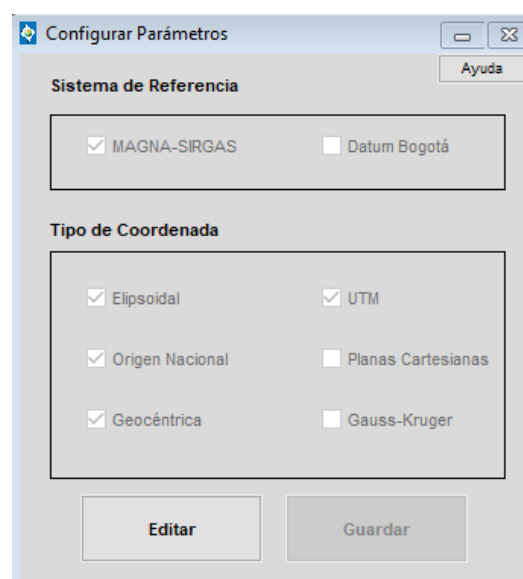 Configurar Parámetros
Ayuda
Sistema de Referencia
MAGNA-SIRGAS Datum Bogotá
Tipo de Coordenada
Elipsoidal UTM
Origen Nacional Planas Cartesianas
Geocéntrica Gauss-Kruger
Editar Guardar